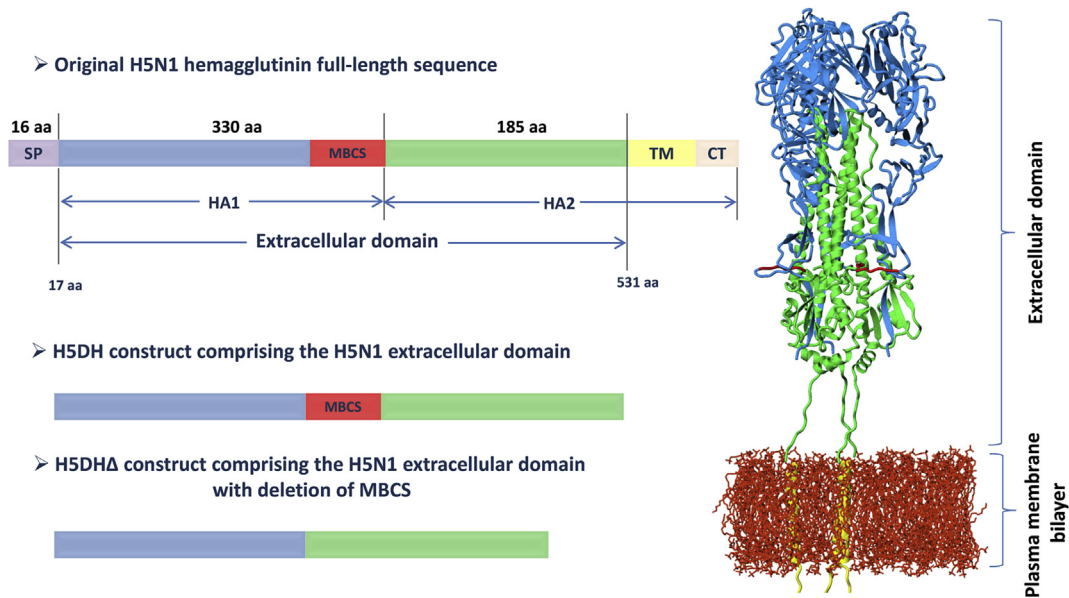 ➢ Original H5N1 hemagglutinin full-length sequence
16 aa 330 aa 185 aa
SP MBCS TM CT
HA1 HA2
Extracellular domain
17 aa 531 aa
➢ H5DH construct comprising the H5N1 extracellular domain
MBCS
➢ H5DHΔ construct comprising the H5N1 extracellular domain
with deletion of MBCS
Extracellular domain
Plasma membrane
bilayer